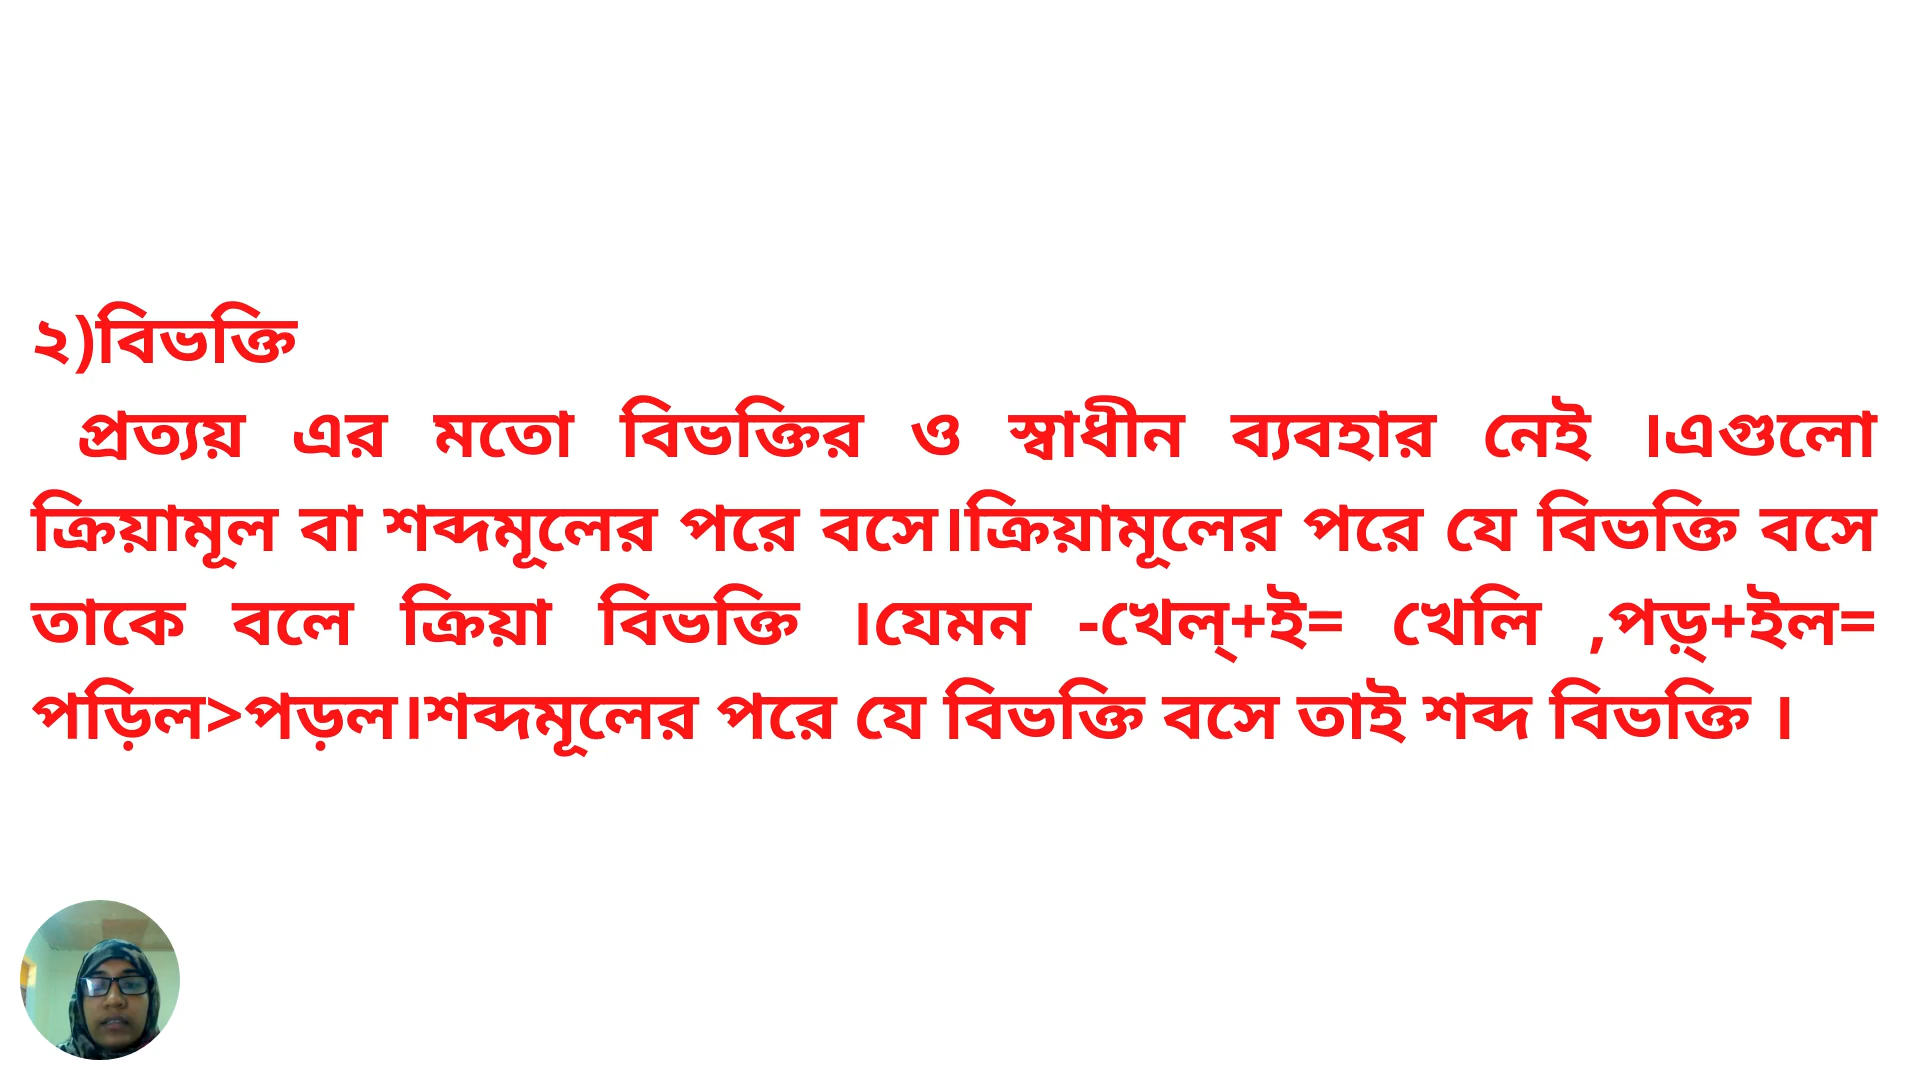 ২)বিভক্তি
প্রত্যয় এর মতো বিভক্তির ও স্বাধীন ব্যবহার নেই ।এগুলো
ক্রিয়ামূল বা শব্দমূলের পরে বসে।ক্রিয়ামূলের পরে যে বিভক্তি বসে
তাকে বলে ক্রিয়া বিভক্তি ।যেমন -খেল্+ই= খেলি ,পড়্+ইল=
পড়িল>পড়ল।শব্দমূলের পরে যে বিভক্তি বসে তাই শব্দ বিভক্তি ।